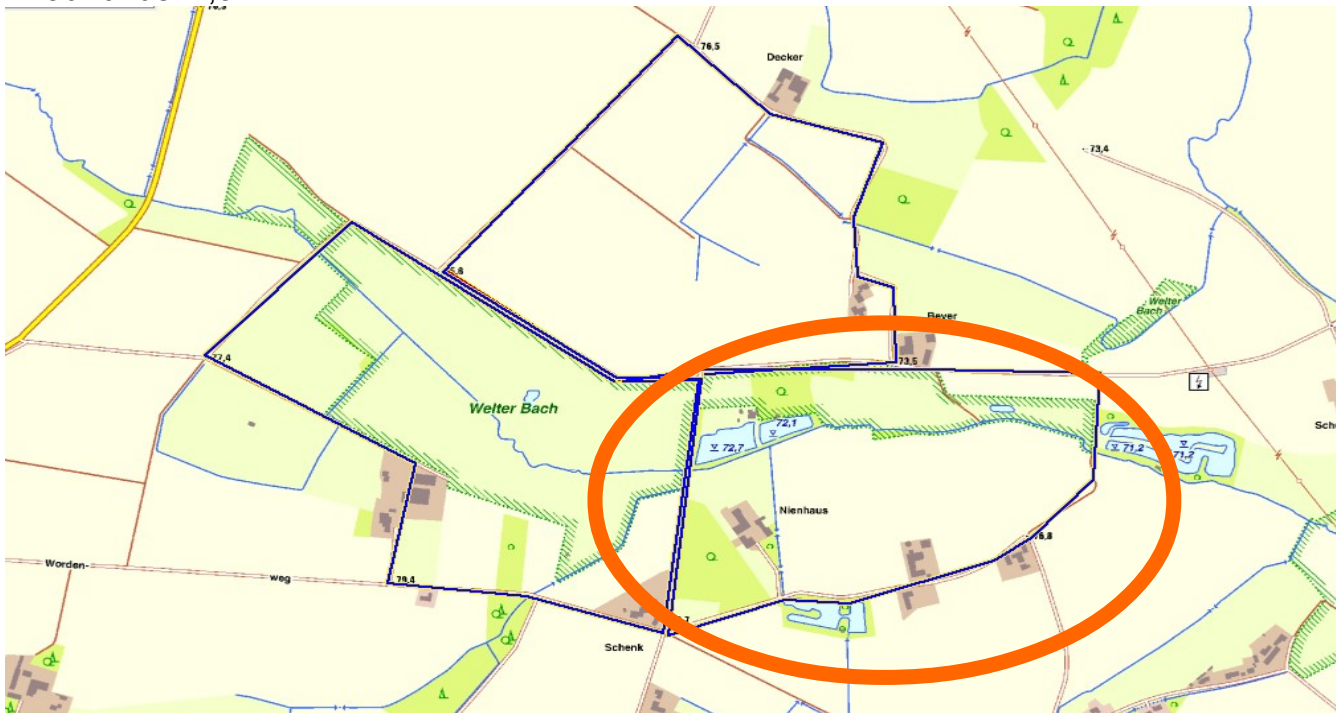 76,5
Decker
73,4
5,8
Welter
Bach
Beyer
77,4
73,5
Welter Bach
72,1
72,7
71,2
71,2
Nienhaus
Worden-
weg
79,4
Schenk